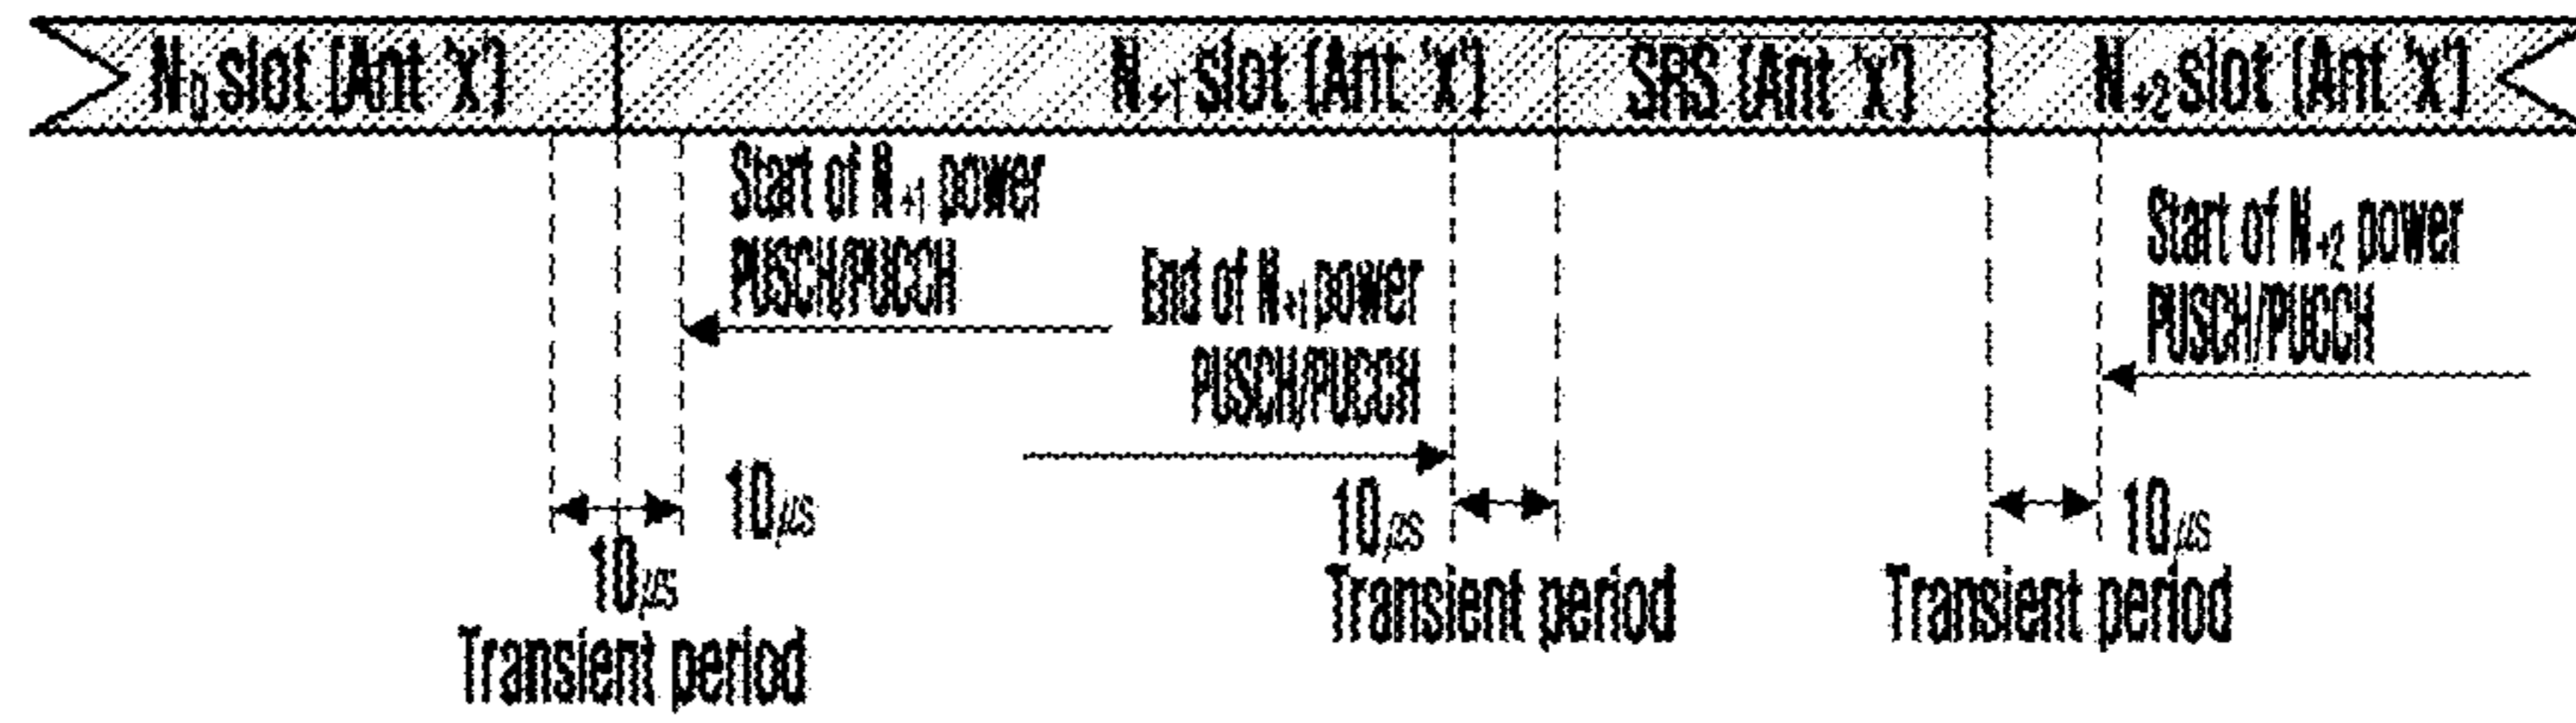 N0 slot (Ant 'x')
N+1 slot (Ant 'x')
SRS (Ant 'x')
N+2 slot (Ant 'x')
Start of N+1 power
PUSCH/PUCCH
End of N+1 power
PUSCH/PUCCH
Start of N+2 power
PUSCH/PUCCH
10μs
10μs
Transient period
10μs
Transient period
10μs
Transient period